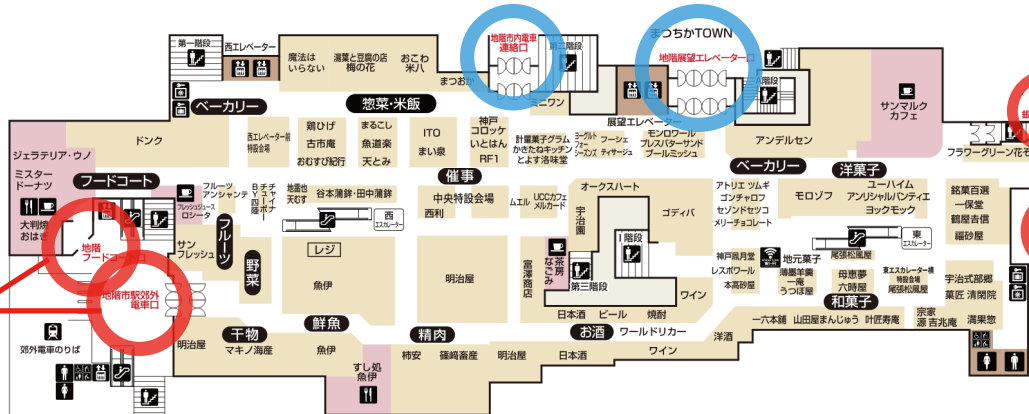 第一階段
西エレベーター
魔法は
いらない
湯葉と豆腐の店
梅の花
おこわ
米八
まつおか
地階市内電車
連絡口
第二階段
ミニワン
まつちかTOWN
地階展望エレベーター口
展望エレベーター
A階段
サンマルク
カフェ
フラワーグリーン花そ
ベーカリー
惣菜・米飯
ドンク
西エレベーター前
特設会場
鶏ひげ
古市庵
おむすび紀行
まるこし
魚道楽
天とみ
ITO
まい泉
神戸
コロッケ
いとはん
RF1
計量菓子グラム
かきたねキッチン
とよす洛味堂
ヨーグルト
フォー
シーズンズ
フーシェ
ティサージュ
モンロワール
プレスバターサンド
ブールミッシュ
アンデルセン
ベーカリー
洋菓子
ジェラテリア・ウノ
ミスター
ドーナツ
フードコート
大判焼
おはぎ
フレッシュジュース
ロシータ
フルーツ
アンシャンテ
チャイナ
チューボー
BY四陸
地雷也
天むす
谷本蒲鉾・田中蒲鉾
催事
中央特設会場
西利
ムエル
UCCカフェ
メルカード
オークスハート
宇治園
ゴディバ
アトリエ ツムギ
ゴンチャロフ
セゾンドセツコ
メリーチョコレート
モロゾフ
ユーハイム
アンリシャルパンティエ
ヨックモック
銘菓百選
一保堂
鶴屋吉信
福砂屋
地階
フードコート口
サン
フレッシュ
フルーツ
野菜
西
エスカレーター
レジ
魚伊
明治屋
富澤商店
茶房
なごみ
I階段
第三階段
ワイン
日本酒
ビール
焼酎
神戸風月堂
レスポワール
本高砂屋
Wi-Fi
地元菓子
薄墨羊羹
一庵
うつぼ屋
尾張松風屋
東
エスカレーター
母恵夢
六時屋
東エスカレーター横
特設会場
尾張松風屋
宇治式部郷
菓匠 清閑院
和菓子
地階市駅郊外
電車口
郊外電車のりば
干物
明治屋
マキノ海産
鮮魚
魚伊
すし処
魚伊
精肉
柿安
篠﨑畜産
明治屋
お酒
ワールドリカー
日本酒
ワイン
洋酒
一六本舗
山田屋まんじゅう
叶匠寿庵
宗家
源 吉兆庵
満果惣